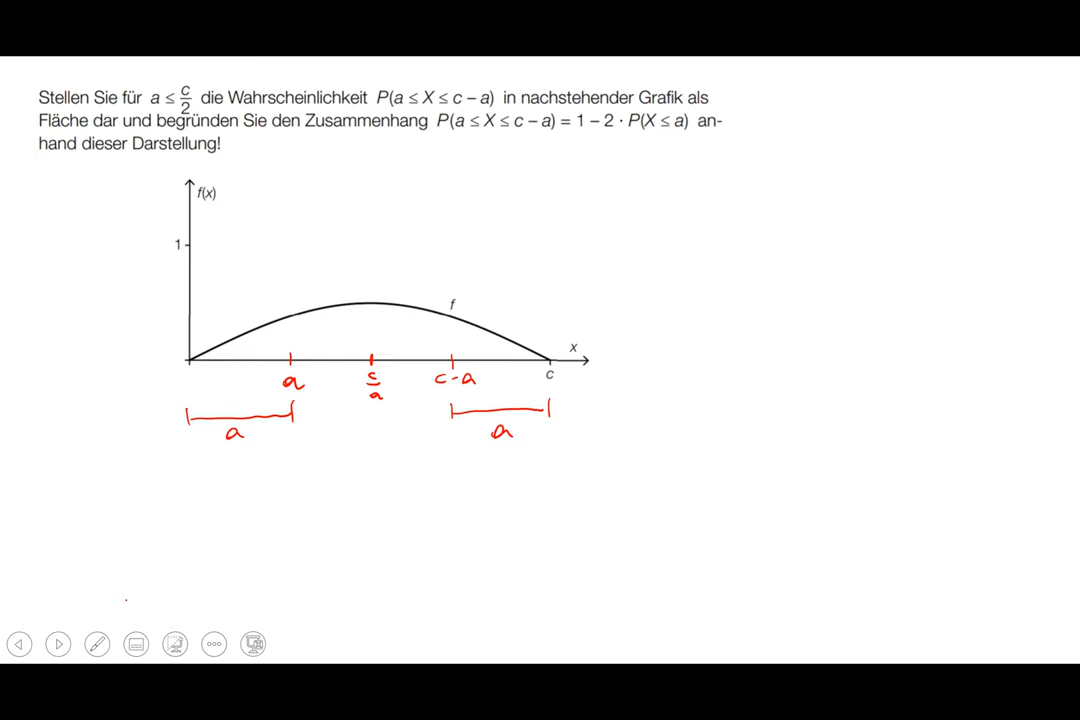 Stellen Sie für a ≤ c/2 die Wahrscheinlichkeit P(a ≤ X ≤ c – a) in nachstehender Grafik als
Fläche dar und begründen Sie den Zusammenhang P(a ≤ X ≤ c – a) = 1 – 2 · P(X ≤ a) an-
hand dieser Darstellung!
f(x)
1
f
x
a c/a c-a c
a a